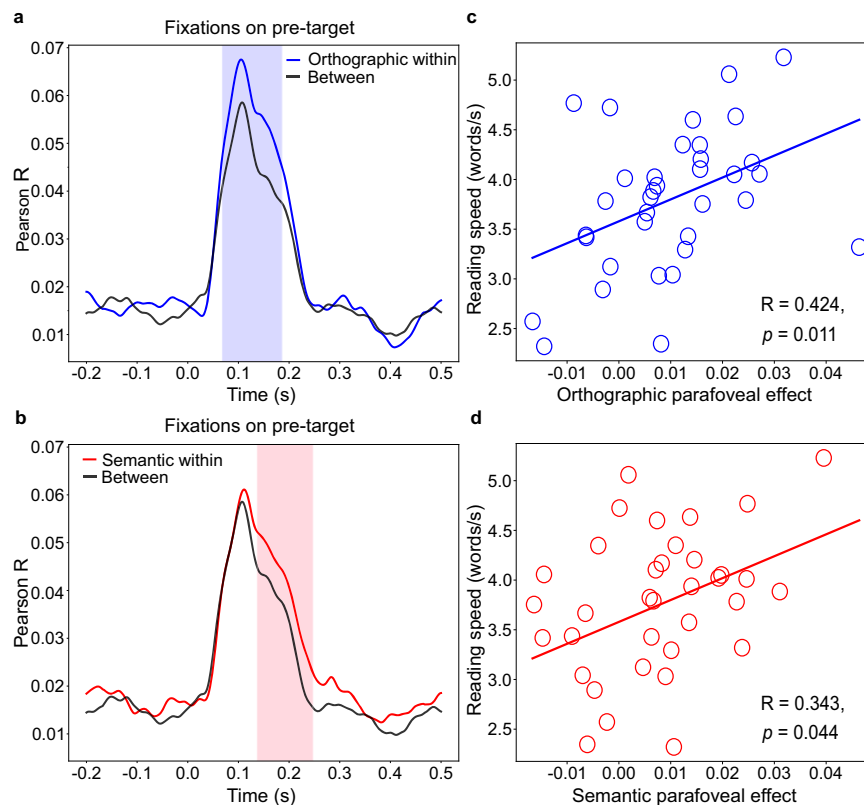 a
Fixations on pre-target
0.07
0.06
0.05
0.04
0.03
0.02
0.01
Pearson R
Orthographic within
Between
-0.2 -0.1 0.0 0.1 0.2 0.3 0.4 0.5
Time (s)
c
5.0
4.5
4.0
3.5
3.0
2.5
Reading speed (words/s)
R = 0.424,
p = 0.011
-0.01 0.00 0.01 0.02 0.03 0.04
Orthographic parafoveal effect
b
Fixations on pre-target
0.07
0.06
0.05
0.04
0.03
0.02
0.01
Pearson R
Semantic within
Between
-0.2 -0.1 0.0 0.1 0.2 0.3 0.4 0.5
Time (s)
d
5.0
4.5
4.0
3.5
3.0
2.5
Reading speed (words/s)
R = 0.343,
p = 0.044
-0.01 0.00 0.01 0.02 0.03 0.04
Semantic parafoveal effect